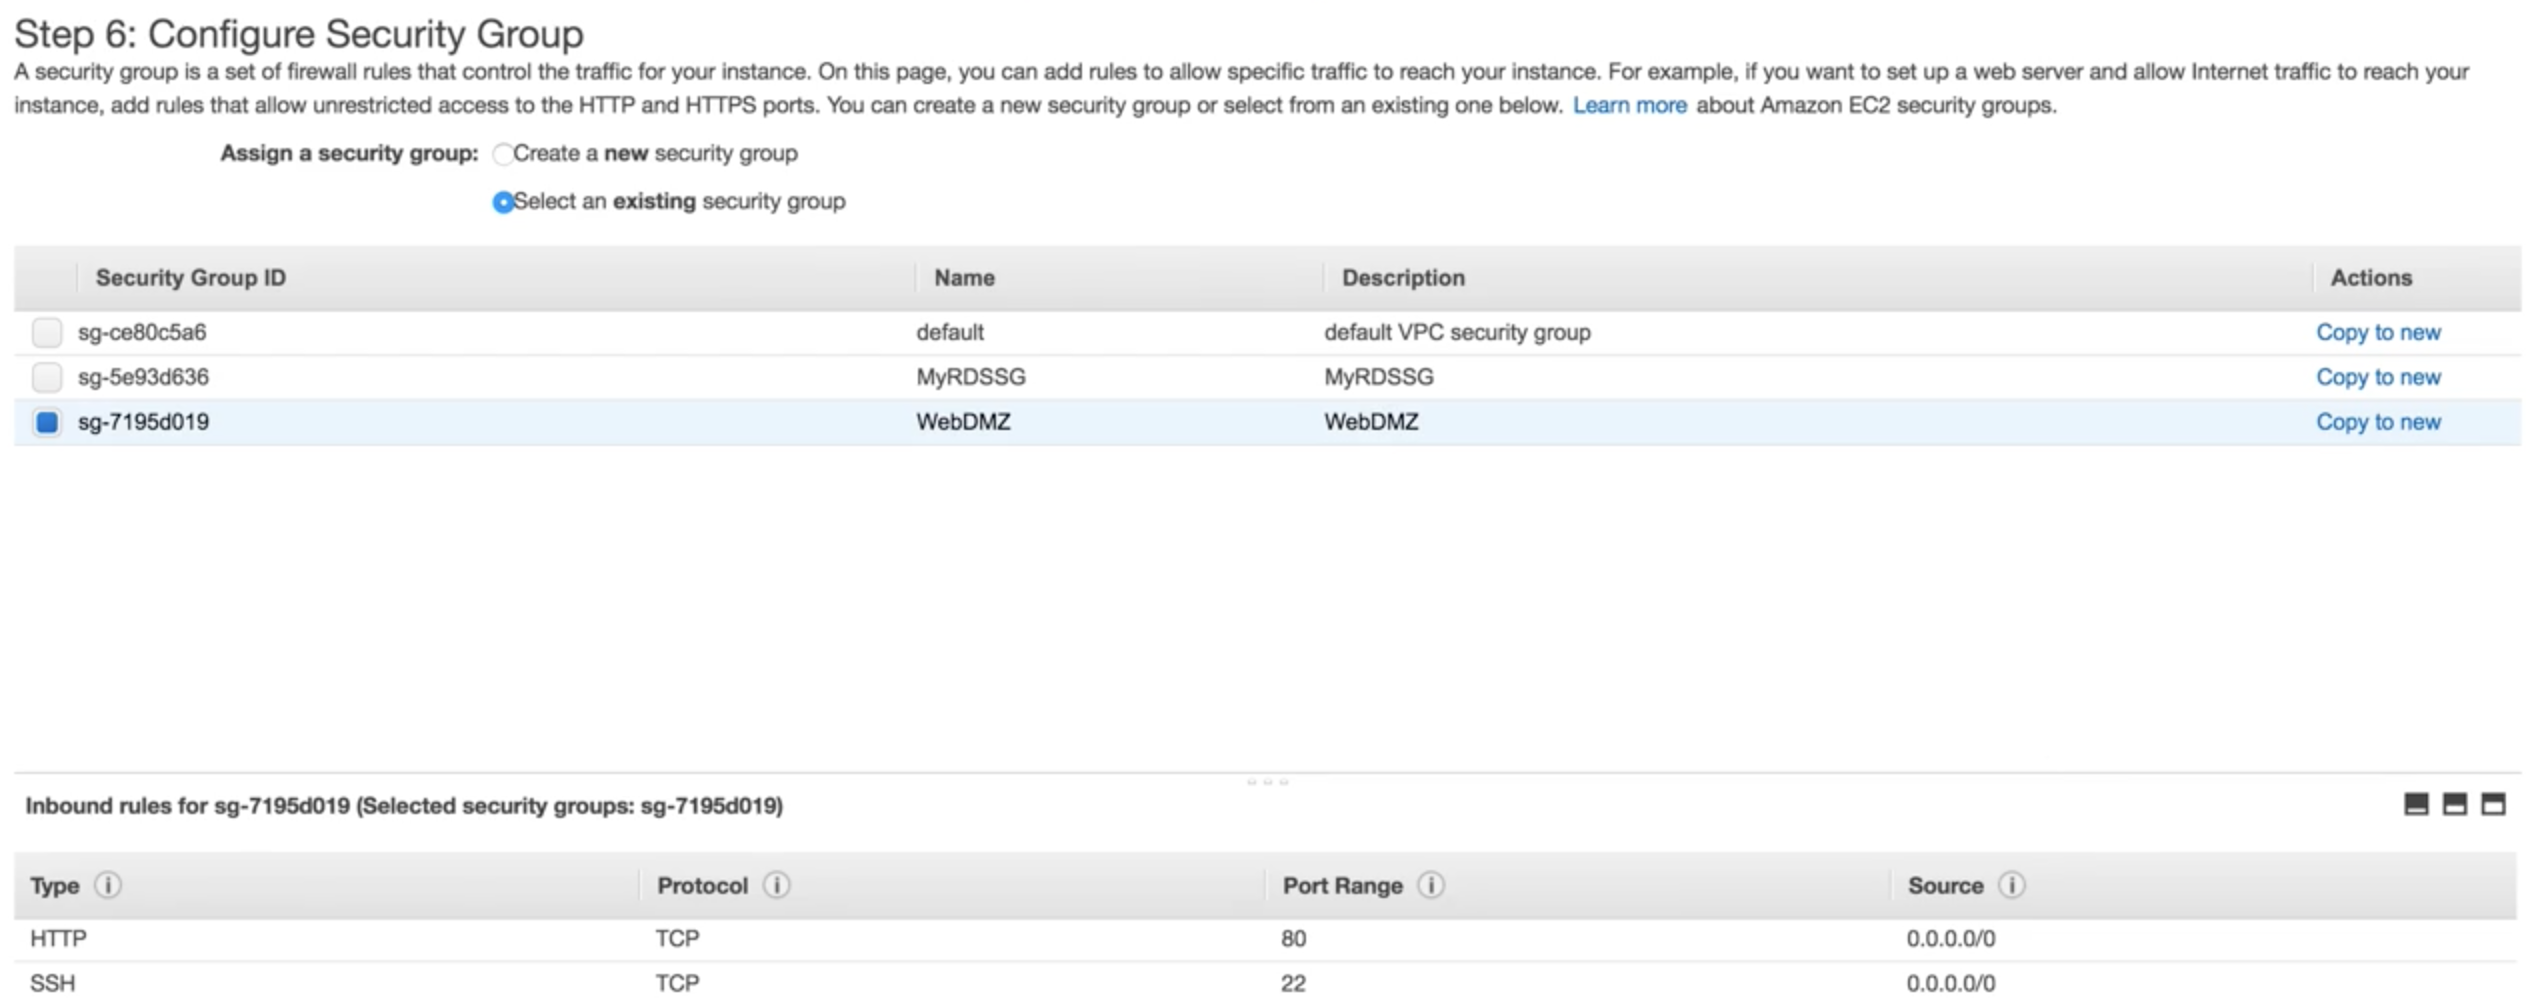 Step 6: Configure Security Group
A security group is a set of firewall rules that control the traffic for your instance. On this page, you can add rules to allow specific traffic to reach your instance. For example, if you want to set up a web server and allow Internet traffic to reach your
instance, add rules that allow unrestricted access to the HTTP and HTTPS ports. You can create a new security group or select from an existing one below. Learn more about Amazon EC2 security groups.
Assign a security group: Create a new security group
Select an existing security group
Security Group ID Name Description Actions
sg-ce80c5a6 default default VPC security group Copy to new
sg-5e93d636 MyRDSSG MyRDSSG Copy to new
sg-7195d019 WebDMZ WebDMZ Copy to new
Inbound rules for sg-7195d019 (Selected security groups: sg-7195d019)
Type Protocol Port Range Source
HTTP TCP 80 0.0.0.0/0
SSH TCP 22 0.0.0.0/0